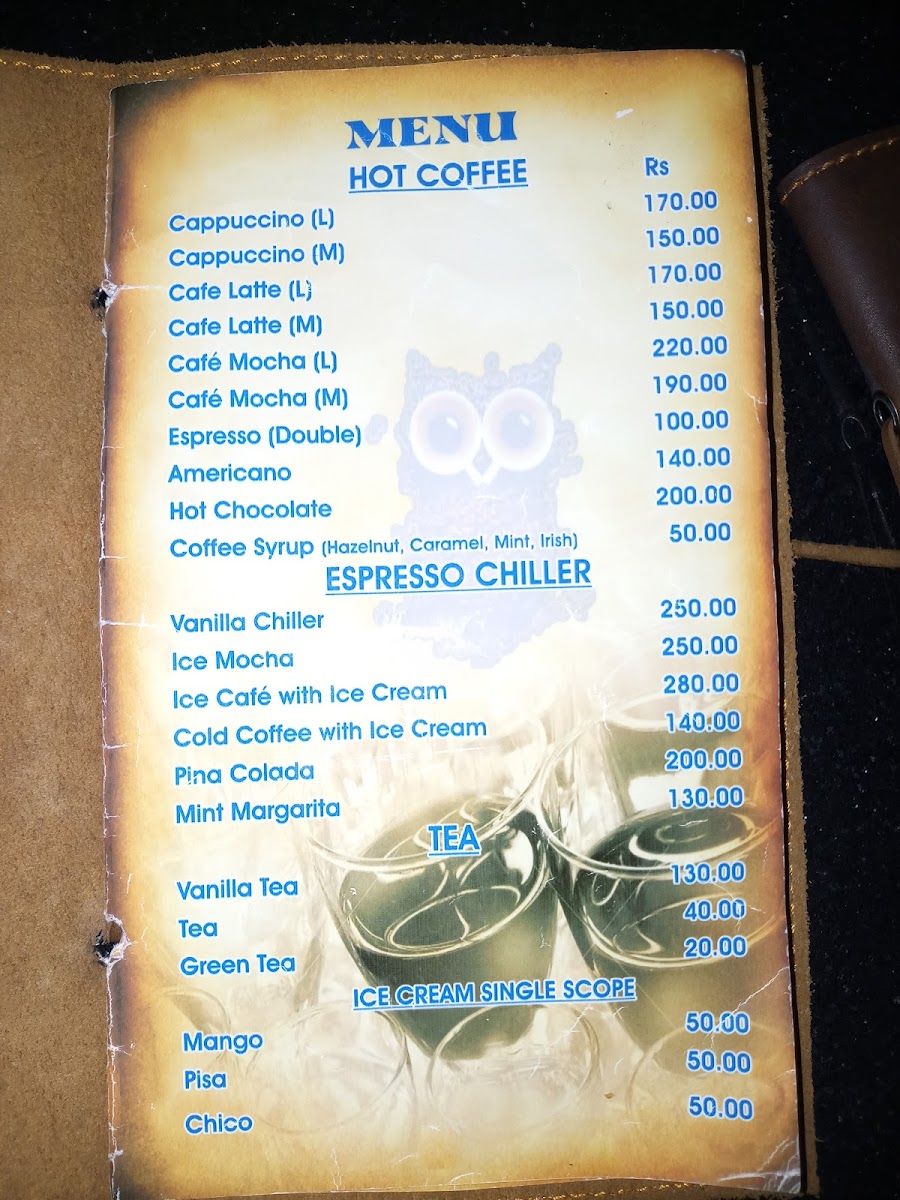 MENU
HOT COFFEE Rs
Cappuccino (L) 170.00
Cappuccino (M) 150.00
Cafe Latte (L) 170.00
Cafe Latte (M) 150.00
Café Mocha (L) 220.00
Café Mocha (M) 190.00
Espresso (Double) 100.00
Americano 140.00
Hot Chocolate 200.00
Coffee Syrup (Hazelnut, Caramel, Mint, Irish) 50.00
ESPRESSO CHILLER
Vanilla Chiller 250.00
Ice Mocha 250.00
Ice Café with Ice Cream 280.00
Cold Coffee with Ice Cream 140.00
Pina Colada 200.00
Mint Margarita 130.00
TEA
Vanilla Tea 130.00
Tea 40.00
Green Tea 20.00
ICE CREAM SINGLE SCOPE
Mango 50.00
Pisa 50.00
Chico 50.00